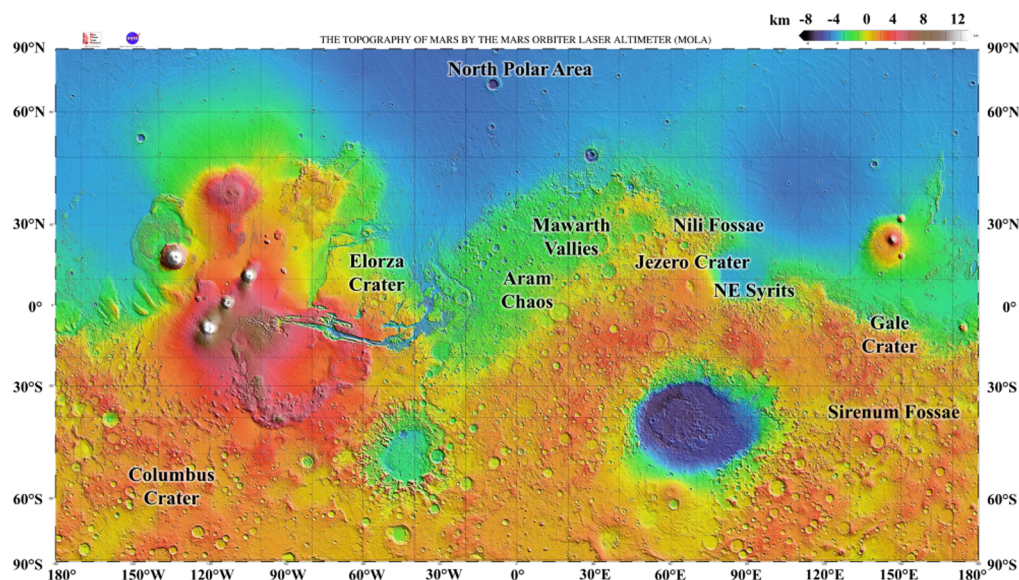 km -8 -4 0 4 8 12
THE TOPOGRAPHY OF MARS BY THE MARS ORBITER LASER ALTIMETER (MOLA)
90°N 90°N
North Polar Area
60°N 60°N
30°N 30°N
Mawarth
Vallies
Nili Fossae
Elorza
Crater
Jezero Crater
Aram
Chaos
NE Syrits
0° 0°
Gale
Crater
30°S 30°S
Sirenum Fossae
Columbus
Crater
60°S 60°S
90°S 90°S
180° 150°W 120°W 90°W 60°W 30°W 0° 30°E 60°E 90°E 120°E 150°E 180°